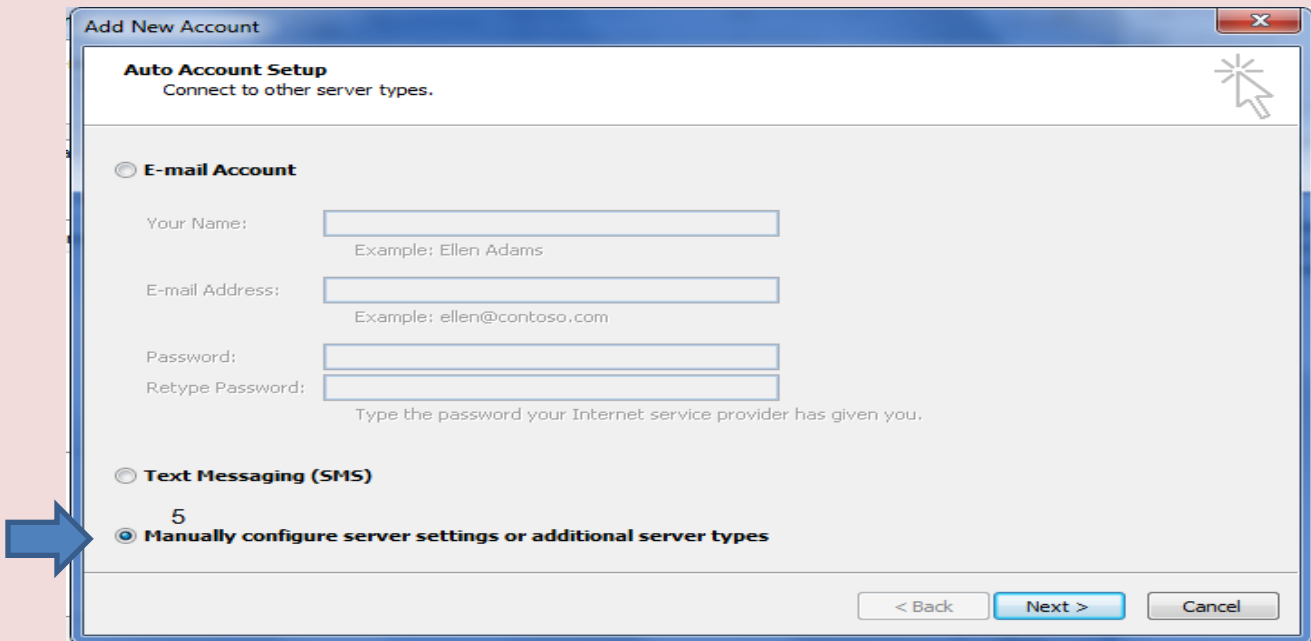 Add New Account
Auto Account Setup
Connect to other server types.
E-mail Account
Your Name:
Example: Ellen Adams
E-mail Address:
Example: ellen@contoso.com
Password:
Retype Password:
Type the password your Internet service provider has given you.
Text Messaging (SMS)
5
Manually configure server settings or additional server types
< Back Next > Cancel